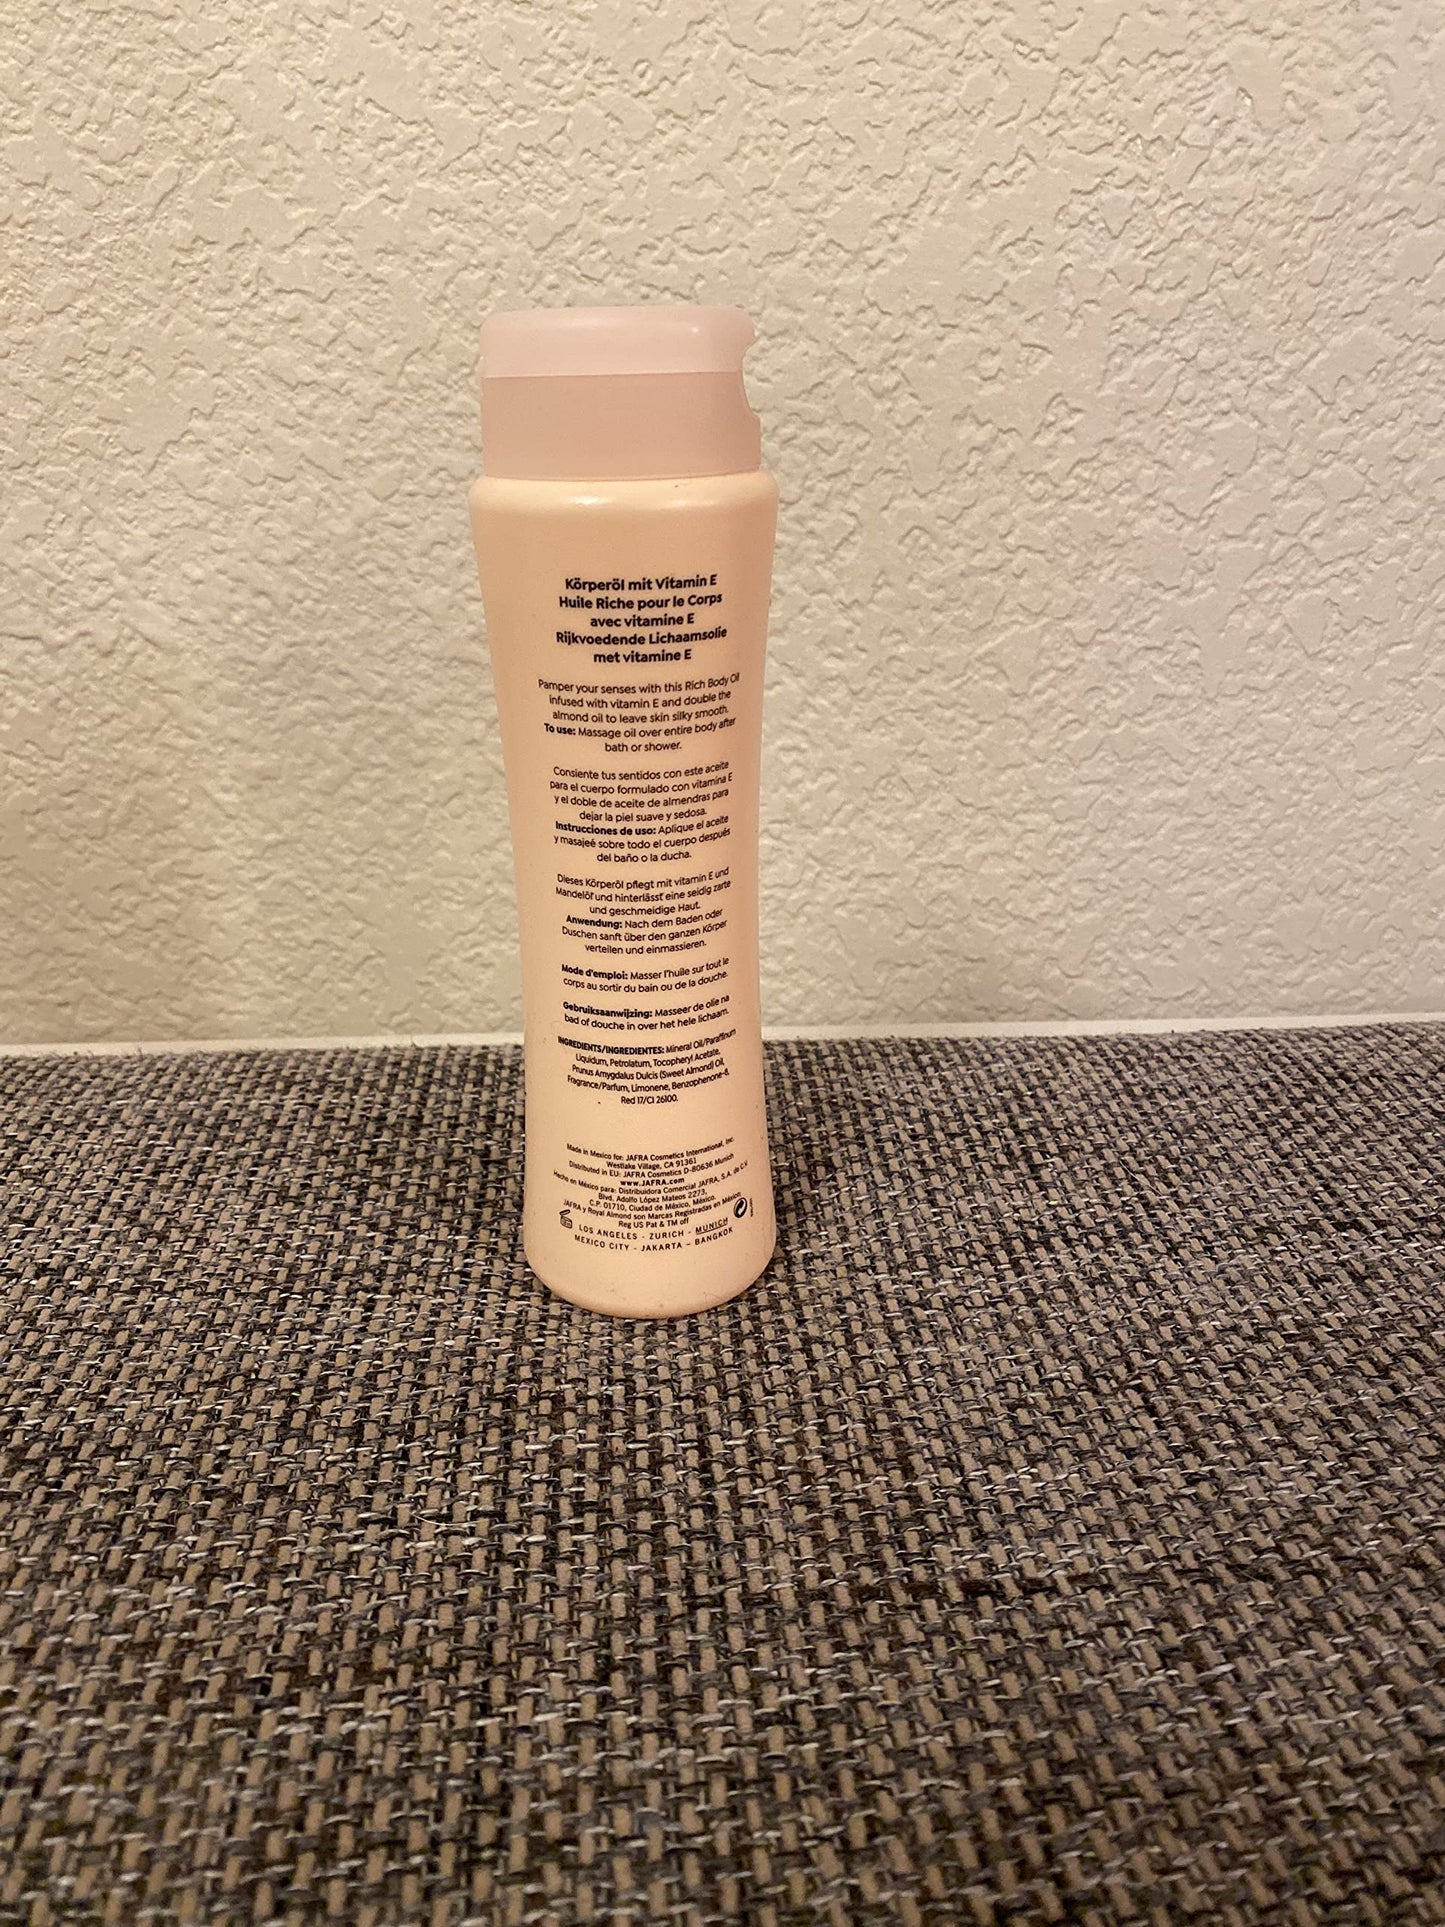 Körperöl mit Vitamin E
Huile Riche pour le Corps
avec vitamine E
Rijkvoedende Lichaamsolie
met vitamine E
Pamper your senses with this Rich Body Oil
infused with vitamin E and double the
almond oil to leave skin silky smooth.
To use: Massage oil over entire body after
bath or shower.
Consiente tus sentidos con este aceite
para el cuerpo formulado con vitamina E
y el doble de aceite de almendras para
dejar la piel suave y sedosa.
Instrucciones de uso: Aplique el aceite
y masajeé sobre todo el cuerpo después
del baño o la ducha.
Dieses Körperöl pflegt mit vitamin E und
Mandelöl und hinterlässt eine seidig zarte
und geschmeidige Haut.
Anwendung: Nach dem Baden oder
Duschen sanft über den ganzen Körper
verteilen und einmassieren.
Mode d'emploi: Masser l'huile sur tout le
corps au sortir du bain ou de la douche.
Gebruiksaanwijzing: Masseer de olie na
bad of douche in over het hele lichaam.
INGREDIENTS/INGREDIENTES: Mineral Oil/Paraffinum
Liquidum, Petrolatum, Tocopheryl Acetate,
Prunus Amygdalus Dulcis (Sweet Almond) Oil,
Fragrance/Parfum, Limonene, Benzophenone-8,
Red 17/CI 26100.
Made in Mexico for: JAFRA Cosmetics International, Inc.
Westlake Village, CA 91361
Distributed in EU: JAFRA Cosmetics D-80636 Munich
www.JAFRA.com
Hecho en México para: Distribuidora Comercial JAFRA, S.A. de C.V.
Blvd. Adolfo López Mateos 2273,
C.P. 01710, Ciudad de México, México.
JAFRA y Royal Almond son Marcas Registradas en México
Reg US Pat & TM off
LOS ANGELES - ZURICH - MUNICH
MEXICO CITY - JAKARTA - BANGKOK